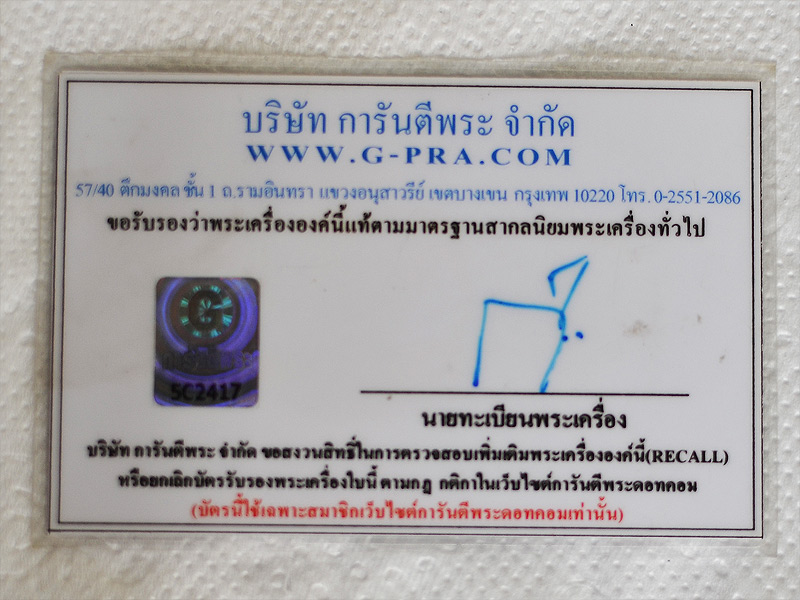 บริษัท การันตีพระ จำกัด
WWW.G-PRA.COM
57/40 ตึกมงคล ชั้น 1 ถ.รามอินทรา แขวงอนุสาวรีย์ เขตบางเขน กรุงเทพ 10220 โทร. 0-2551-2086
ขอรับรองว่าพระเครื่ององค์นี้แท้ตามมาตรฐานสากลนิยมพระเครื่องทั่วไป
G
5C2417
นายทะเบียนพระเครื่อง
บริษัท การันตีพระ จำกัด ขอสงวนสิทธิ์ในการตรวจสอบเพิ่มเติมพระเครื่ององค์นี้(RECALL)
หรือยกเลิกบัตรรับรองพระเครื่องใบนี้ ตามกฎ กติกาในเว็บไซต์การันตีพระดอทคอม
(บัตรนี้ใช้เฉพาะสมาชิกเว็บไซต์การันตีพระดอทคอมเท่านั้น)